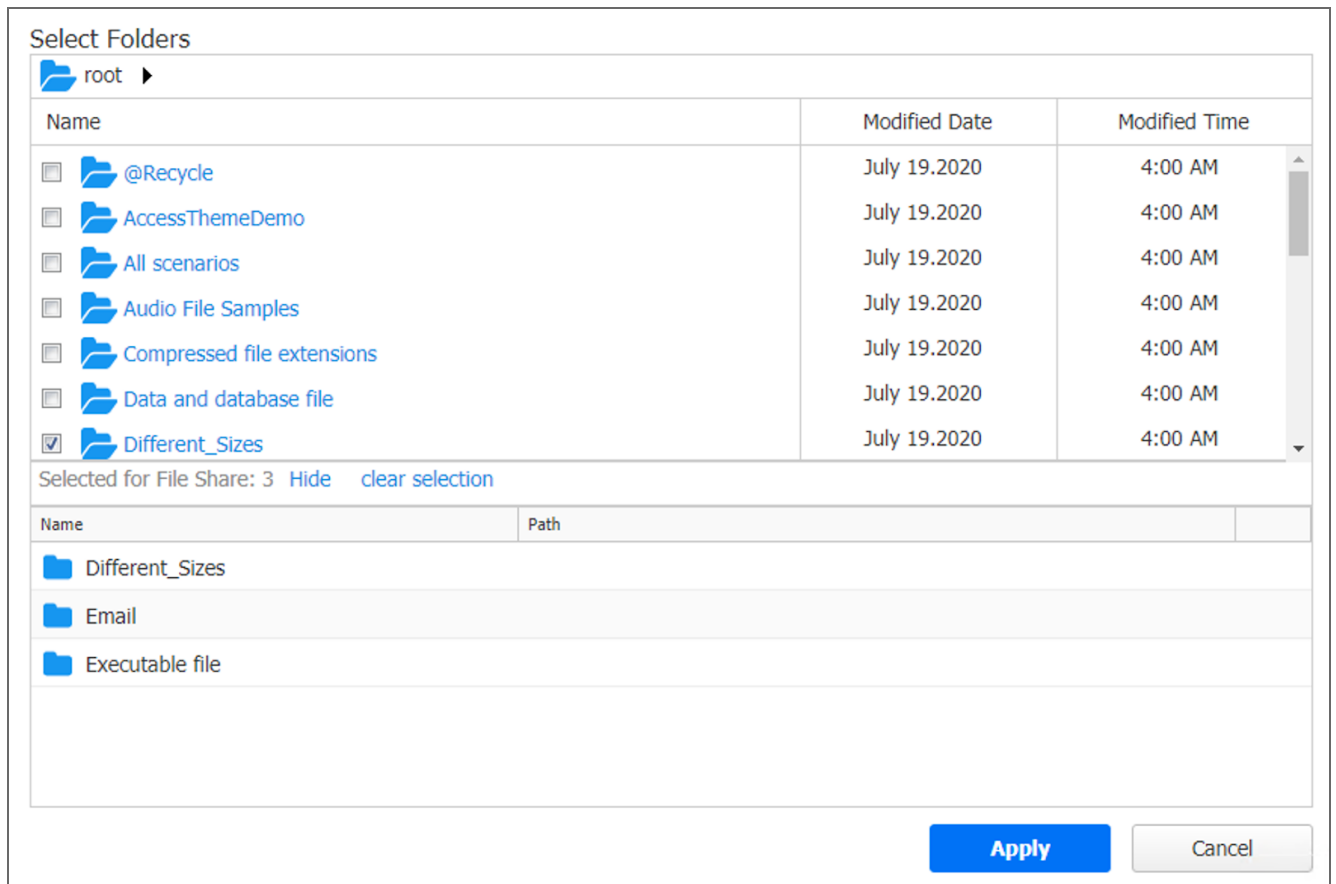 Select Folders
root
Name Modified Date Modified Time
@Recycle July 19.2020 4:00 AM
AccessThemeDemo July 19.2020 4:00 AM
All scenarios July 19.2020 4:00 AM
Audio File Samples July 19.2020 4:00 AM
Compressed file extensions July 19.2020 4:00 AM
Data and database file July 19.2020 4:00 AM
Different_Sizes July 19.2020 4:00 AM
Selected for File Share: 3 Hide clear selection
Name Path
Different_Sizes
Email
Executable file
Apply Cancel